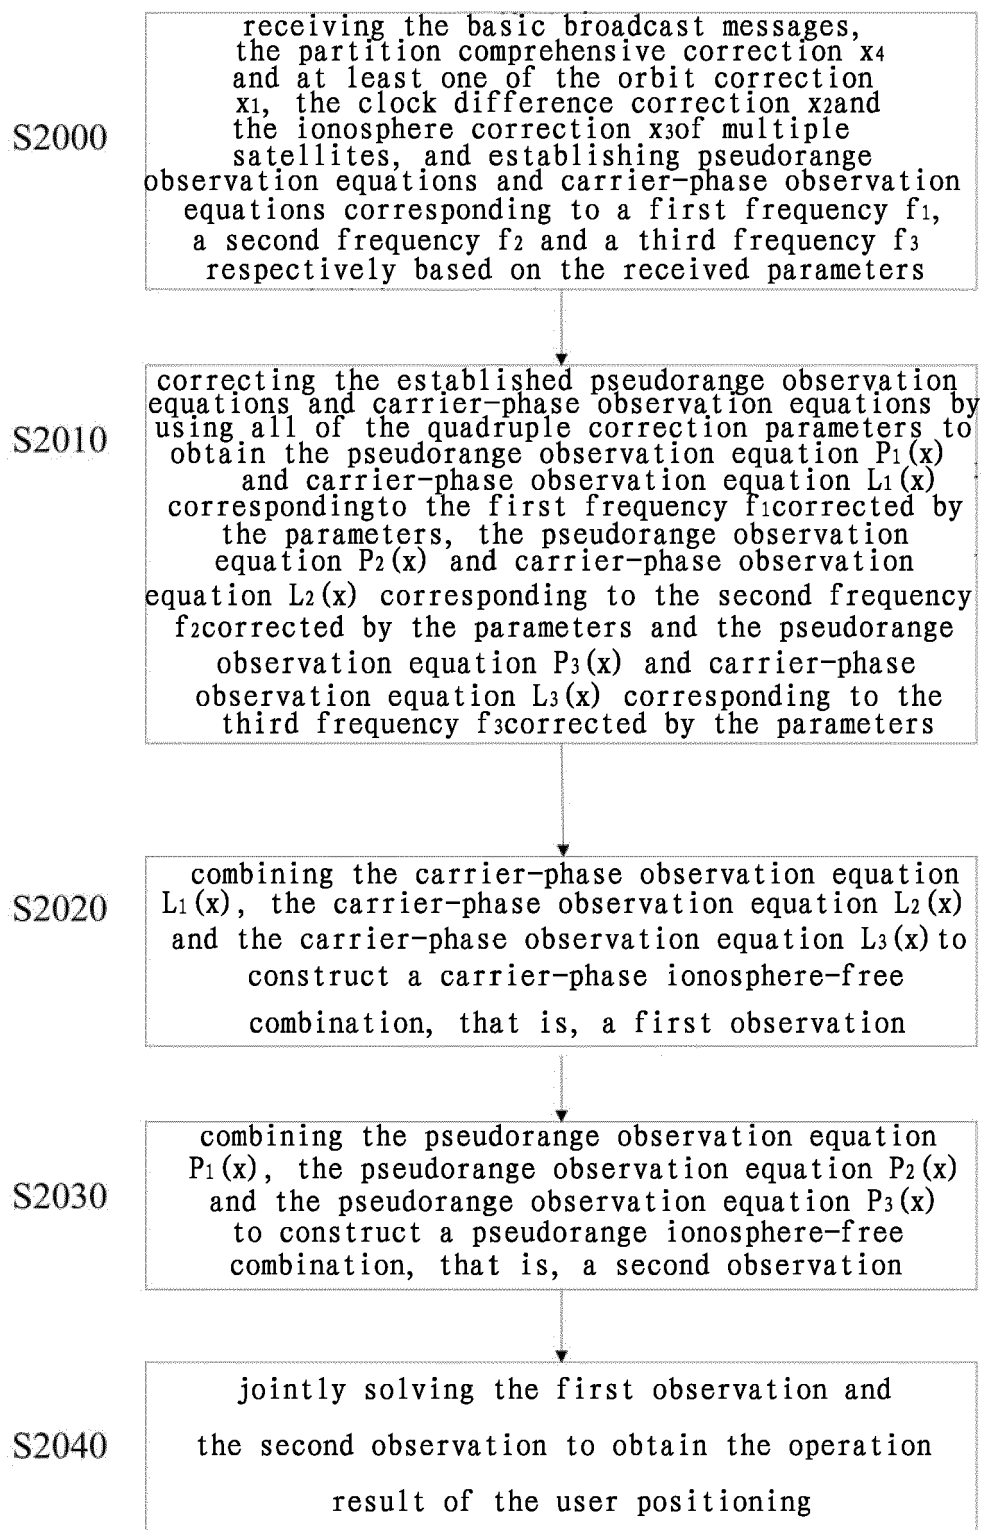 receiving the basic broadcast messages,
the partition comprehensive correction x4
and at least one of the orbit correction
x1, the clock difference correction x2and
the ionosphere correction x3of multiple
S2000
satellites, and establishing pseudorange
observation equations and carrier-phase observation
equations corresponding to a first frequency f1,
a second frequency f2 and a third frequency f3
respectively based on the received parameters
correcting the established pseudorange observation
equations and carrier-phase observation equations by
using all of the quadruple correction parameters to
S2010
obtain the pseudorange observation equation P1(x)
and carrier-phase observation equation L1(x)
correspondingto the first frequency f1corrected by
the parameters, the pseudorange observation
equation P2(x) and carrier-phase observation
equation L2(x) corresponding to the second frequency
f2corrected by the parameters and the pseudorange
observation equation P3(x) and carrier-phase
observation equation L3(x) corresponding to the
third frequency f3corrected by the parameters
combining the carrier-phase observation equation
S2020
L1(x), the carrier-phase observation equation L2(x)
and the carrier-phase observation equation L3(x)to
construct a carrier-phase ionosphere-free
combination, that is, a first observation
combining the pseudorange observation equation
P1(x), the pseudorange observation equation P2(x)
S2030
and the pseudorange observation equation P3(x)
to construct a pseudorange ionosphere-free
combination, that is, a second observation
jointly solving the first observation and
S2040
the second observation to obtain the operation
result of the user positioning